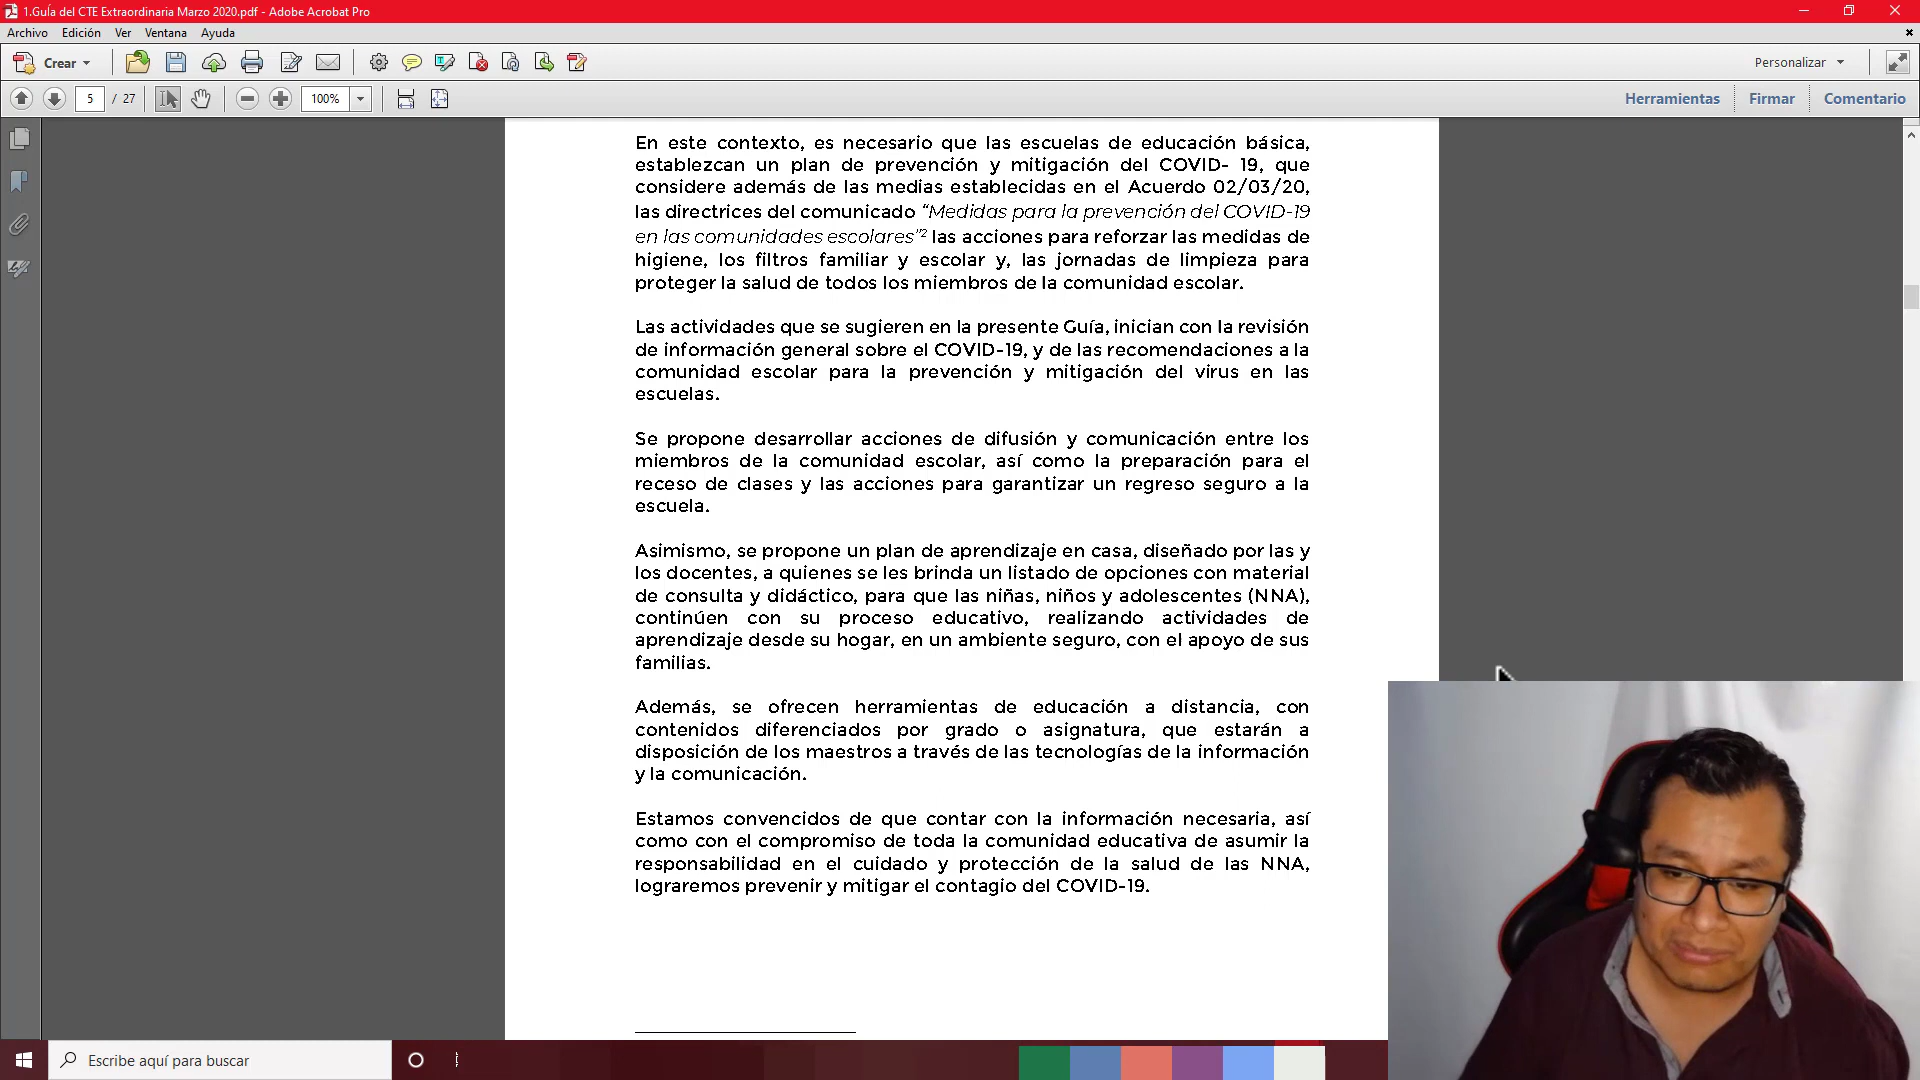 1.Guía del CTE Extraordinaria Marzo 2020.pdf - Adobe Acrobat Pro
Archivo Edición Ver Ventana Ayuda
Crear
Personalizar
5 / 27
100%
Herramientas Firmar Comentario
En este contexto, es necesario que las escuelas de educación básica,
establezcan un plan de prevención y mitigación del COVID- 19, que
considere además de las medias establecidas en el Acuerdo 02/03/20,
las directrices del comunicado “Medidas para la prevención del COVID-19
en las comunidades escolares”² las acciones para reforzar las medidas de
higiene, los filtros familiar y escolar y, las jornadas de limpieza para
proteger la salud de todos los miembros de la comunidad escolar.
Las actividades que se sugieren en la presente Guía, inician con la revisión
de información general sobre el COVID-19, y de las recomendaciones a la
comunidad escolar para la prevención y mitigación del virus en las
escuelas.
Se propone desarrollar acciones de difusión y comunicación entre los
miembros de la comunidad escolar, así como la preparación para el
receso de clases y las acciones para garantizar un regreso seguro a la
escuela.
Asimismo, se propone un plan de aprendizaje en casa, diseñado por las y
los docentes, a quienes se les brinda un listado de opciones con material
de consulta y didáctico, para que las niñas, niños y adolescentes (NNA),
continúen con su proceso educativo, realizando actividades de
aprendizaje desde su hogar, en un ambiente seguro, con el apoyo de sus
familias.
Además, se ofrecen herramientas de educación a distancia, con
contenidos diferenciados por grado o asignatura, que estarán a
disposición de los maestros a través de las tecnologías de la información
y la comunicación.
Estamos convencidos de que contar con la información necesaria, así
como con el compromiso de toda la comunidad educativa de asumir la
responsabilidad en el cuidado y protección de la salud de las NNA,
lograremos prevenir y mitigar el contagio del COVID-19.
Escribe aquí para buscar